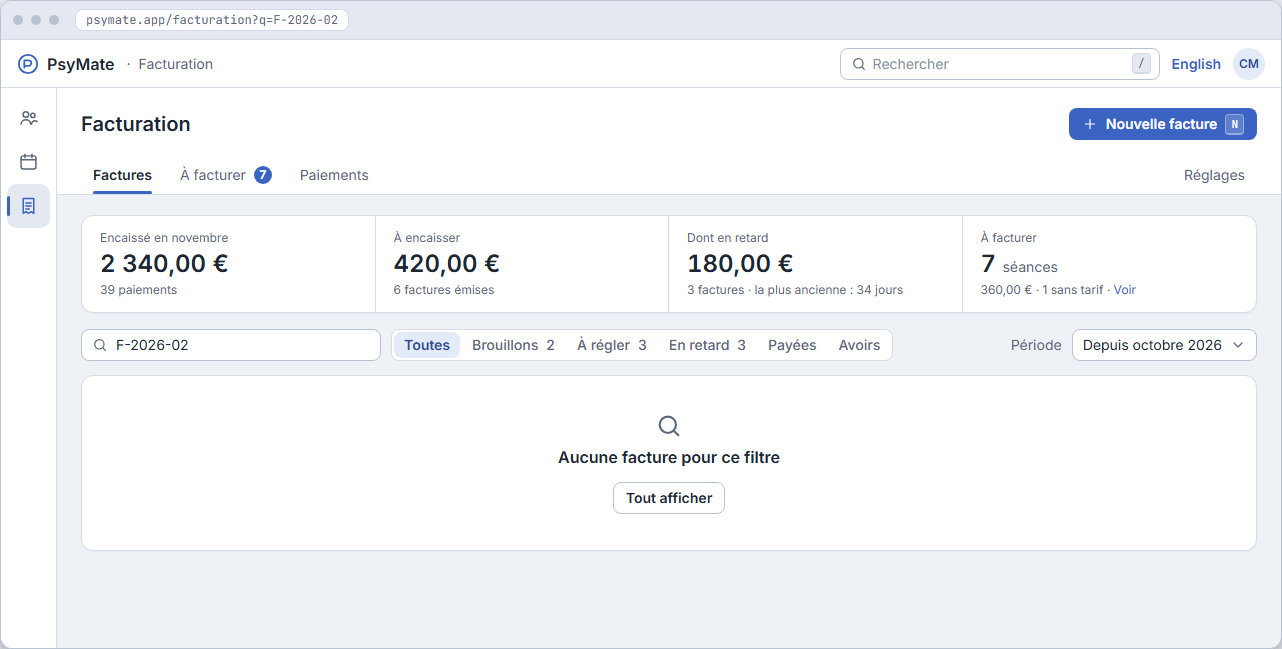 psymate.app/facturation?q=F-2026-02
PsyMate · Facturation
Rechercher /
English
CM
Facturation
+ Nouvelle facture N
Factures
À facturer 7
Paiements
Réglages
Encaissé en novembre
2 340,00 €
39 paiements
À encaisser
420,00 €
6 factures émises
Dont en retard
180,00 €
3 factures · la plus ancienne : 34 jours
À facturer
7 séances
360,00 € · 1 sans tarif · Voir
F-2026-02
Toutes
Brouillons 2
À régler 3
En retard 3
Payées
Avoirs
Période
Depuis octobre 2026
Aucune facture pour ce filtre
Tout afficher